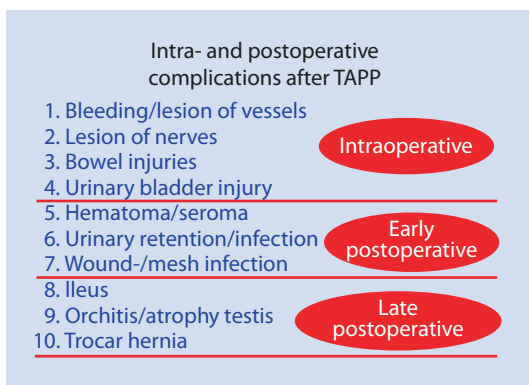 Intra- and postoperative
complications after TAPP
1. Bleeding/lesion of vessels
2. Lesion of nerves
3. Bowel injuries
4. Urinary bladder injury
Intraoperative
5. Hematoma/seroma
6. Urinary retention/infection
7. Wound-/mesh infection
Early
postoperative
8. Ileus
9. Orchitis/atrophy testis
10. Trocar hernia
Late
postoperative